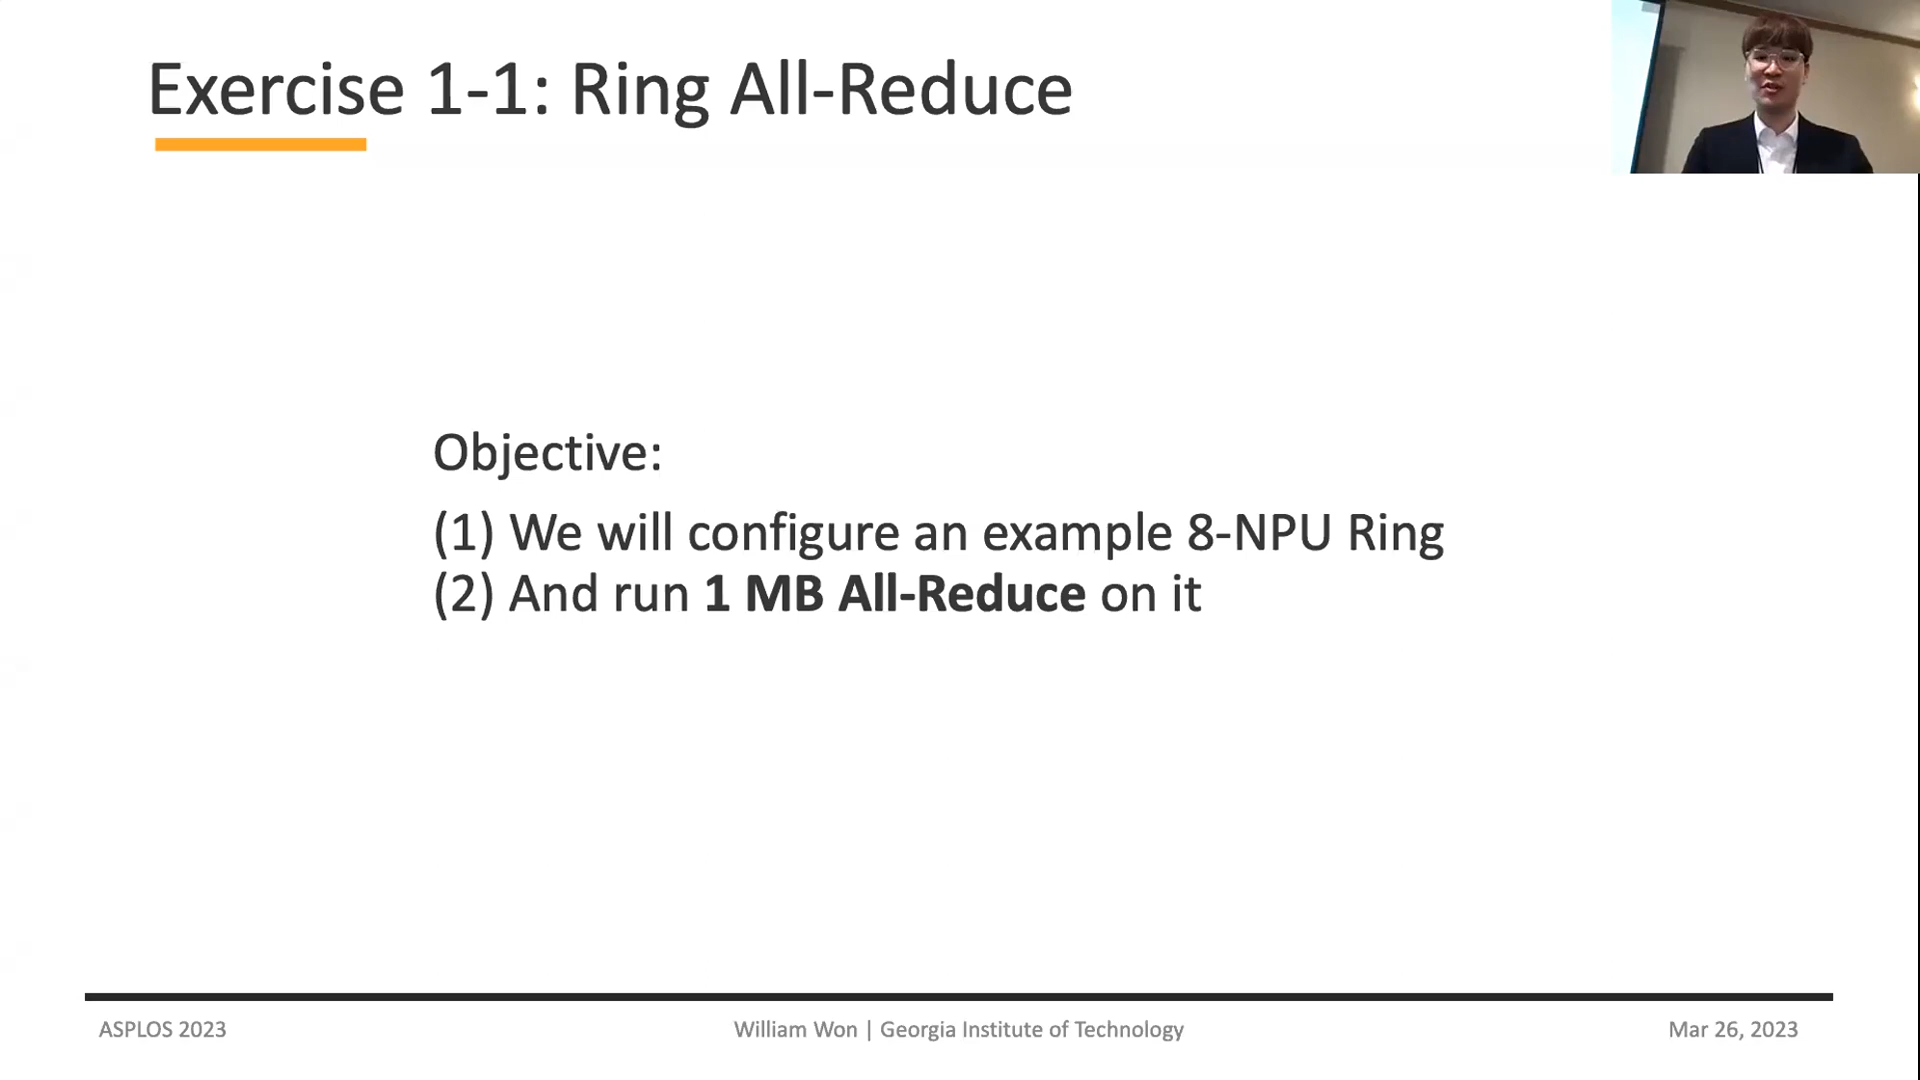 Exercise 1-1: Ring All-Reduce
Objective:
(1) We will configure an example 8-NPU Ring
(2) And run 1 MB All-Reduce on it
ASPLOS 2023
William Won | Georgia Institute of Technology
Mar 26, 2023